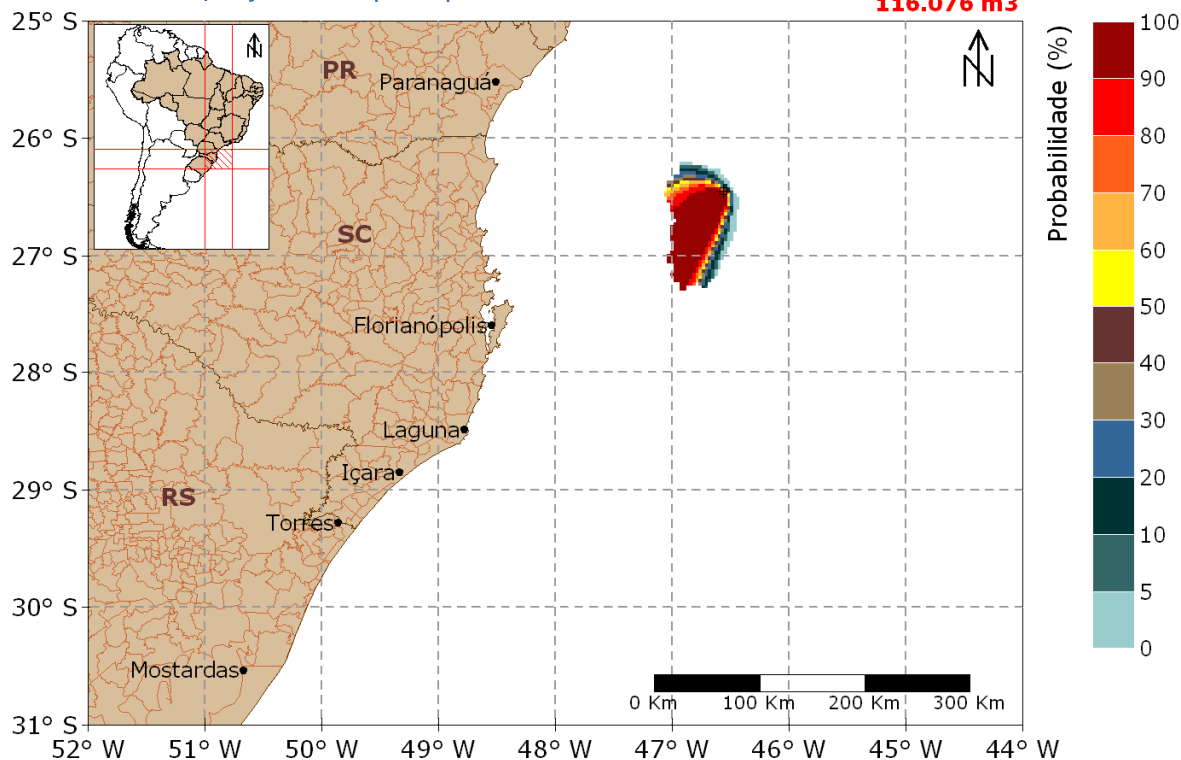 116.076 m3
25° S
26° S
27° S
28° S
29° S
30° S
31° S
52° W
51° W
50° W
49° W
48° W
47° W
46° W
45° W
44° W
N
N
PR
Paranaguá
SC
Florianópolis
Laguna
Içara
RS
Torres
Mostardas
0 Km
100 Km
200 Km
300 Km
Probabilidade (%)
100
90
80
70
60
50
40
30
20
10
5
0